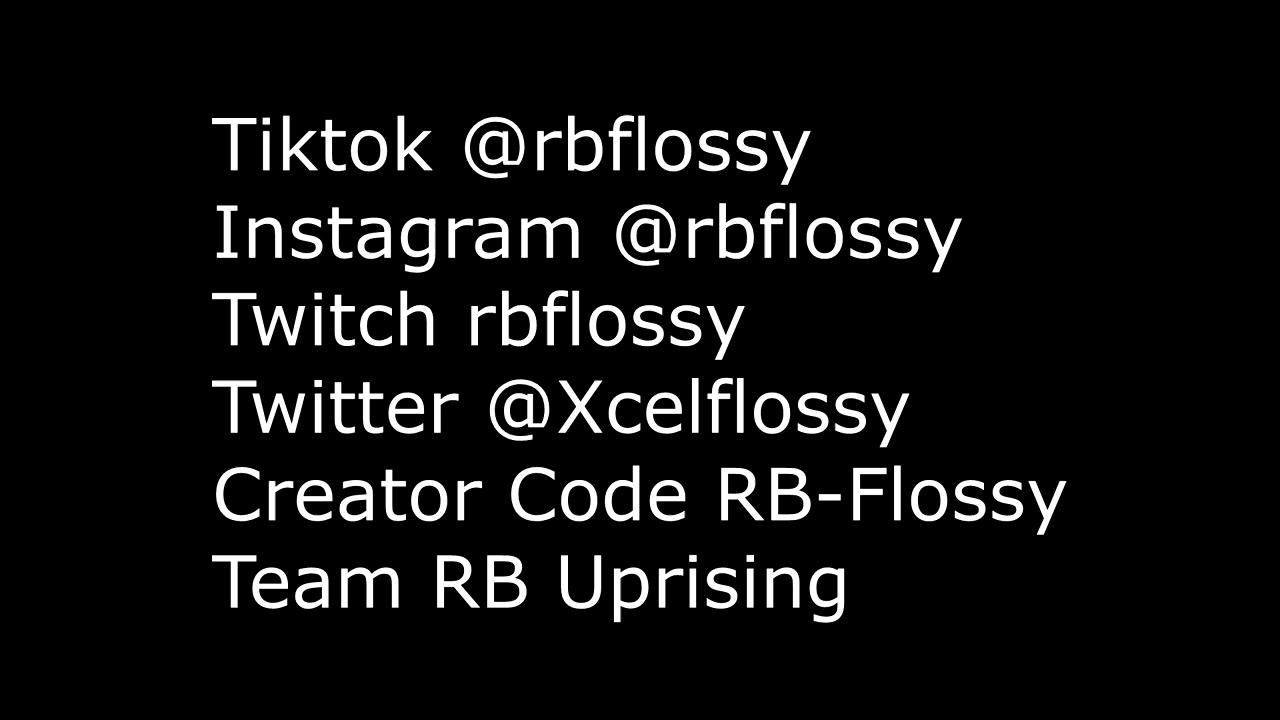 Tiktok @rbflossy
Instagram @rbflossy
Twitch rbflossy
Twitter @Xcelflossy
Creator Code RB-Flossy
Team RB Uprising